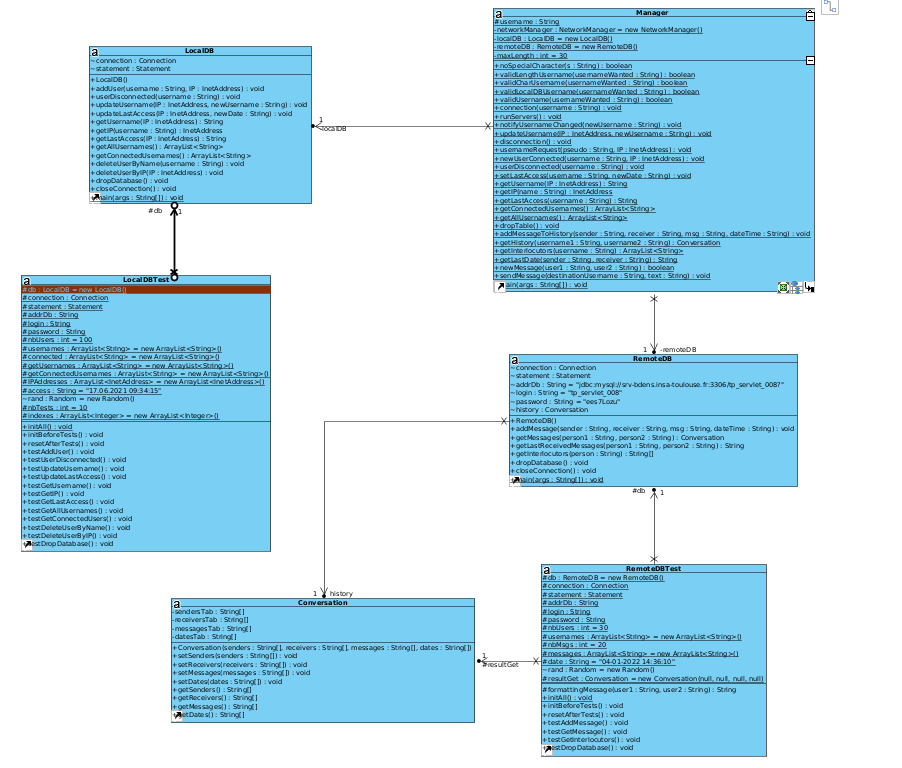 Manager
#username : String
-networkManager : NetworkManager = new NetworkManager()
-localDB : LocalDB = new LocalDB()
-remoteDB : RemoteDB = new RemoteDB()
-maxLength : int = 30
+noSpecialCharacter(s : String) : boolean
+validLengthUsername(usernameWanted : String) : boolean
+validCharUsername(usernameWanted : String) : boolean
+validLocalDBUsername(usernameWanted : String) : boolean
+validUsername(usernameWanted : String) : boolean
+connection(username : String) : void
+runServers() : void
+notifyUsernameChanged(newUsername : String) : void
+updateUsername(IP : InetAddress, newUsername : String) : void
+disconnection() : void
+usernameRequest(pseudo : String, IP : InetAddress) : void
+newUserConnected(username : String, IP : InetAddress) : void
+userDisconnected(username : String) : void
+setLastAccess(username : String, newDate : String) : void
+getUsername(IP : InetAddress) : String
+getIP(name : String) : InetAddress
+getLastAccess(username : String) : String
+getConnectedUsernames() : ArrayList<String>
+getAllUsernames() : ArrayList<String>
+dropTable() : void
+addMessageToHistory(sender : String, receiver : String, msg : String, dateTime : String) : void
+getHistory(username1 : String, username2 : String) : Conversation
+getInterlocutors(username : String) : String[]
+getLastDate(sender : String, receiver : String) : String
+newMessage(user1 : String, user2 : String) : boolean
+sendMessage(destinationUsername : String, text : String) : void
main(args : String[]) : void
LocalDB
~connection : Connection
~statement : Statement
+LocalDB()
+addUser(username : String, IP : InetAddress) : void
+userDisconnected(username : String) : void
+updateUsername(IP : InetAddress, newUsername : String) : void
+updateLastAccess(IP : InetAddress, newDate : String) : void
+getUsername(IP : InetAddress) : String
+getIP(username : String) : InetAddress
+getLastAccess(IP : InetAddress) : String
+getAllUsernames() : ArrayList<String>
+getConnectedUsernames() : ArrayList<String>
+deleteUserByName(username : String) : void
+deleteUserByIP(IP : InetAddress) : void
+dropDatabase() : void
+closeConnection() : void
main(args : String[]) : void
1
-localDB
#db
1
LocalDBTest
#db : LocalDB = new LocalDB()
#connection : Connection
#statement : Statement
#addrDb : String
#login : String
#password : String
#nbUsers : int = 100
#usernames : ArrayList<String> = new ArrayList<String>()
#connected : ArrayList<String> = new ArrayList<String>()
#getUsernames : ArrayList<String> = new ArrayList<String>()
#getConnectedUsernames : ArrayList<String> = new ArrayList<String>()
#IPAddresses : ArrayList<InetAddress> = new ArrayList<InetAddress>()
#access : String = "17.06.2021 09:34:15"
~rand : Random = new Random()
#nbTests : int = 10
#indexes : ArrayList<Integer> = new ArrayList<Integer>()
+initAll() : void
+initBeforeTests() : void
+resetAfterTests() : void
+testAddUser() : void
+testUserDisconnected() : void
+testUpdateUsername() : void
+testUpdateLastAccess() : void
+testGetUsername() : void
+testGetIP() : void
+testGetLastAccess() : void
+testGetAllUsernames() : void
+testGetConnectedUsers() : void
+testDeleteUserByName() : void
+testDeleteUserByIP() : void
+testDropDatabase() : void
1
-remoteDB
RemoteDB
~connection : Connection
~statement : Statement
~addrDb : String = "jdbc:mysql://srv-bdens.insa-toulouse.fr:3306/tp_servlet_008?"
~login : String = "tp_servlet_008"
~password : String = "ees7Lozu"
~history : Conversation
+RemoteDB()
+addMessage(sender : String, receiver : String, msg : String, dateTime : String) : void
+getMessages(person1 : String, person2 : String) : Conversation
+getLastReceivedMessages(person1 : String, person2 : String) : String
+getInterlocutors(person : String) : String[]
+dropDatabase() : void
+closeConnection() : void
main(args : String[]) : void
#db
1
RemoteDBTest
#db : RemoteDB = new RemoteDB()
#connection : Connection
#statement : Statement
#addrDb : String
#login : String
#password : String
#nbUsers : int = 30
#usernames : ArrayList<String> = new ArrayList<String>()
#nbMsgs : int = 20
#messages : ArrayList<String> = new ArrayList<String>()
#date : String = "04-01-2022 14:36:10"
~rand : Random = new Random()
#resultGet : Conversation = new Conversation(null, null, null, null)
#formattingMessage(user1 : String, user2 : String) : String
+initAll() : void
+initBeforeTests() : void
+resetAfterTests() : void
+testAddMessage() : void
+testGetMessage() : void
+testGetInterlocutors() : void
testDropDatabase() : void
1
history
Conversation
-sendersTab : String[]
-receiversTab : String[]
-messagesTab : String[]
-datesTab : String[]
+Conversation(senders : String[], receivers : String[], messages : String[], dates : String[])
+setSenders(senders : String[]) : void
+setReceivers(receivers : String[]) : void
+setMessages(messages : String[]) : void
+setDates(dates : String[]) : void
+getSenders() : String[]
+getReceivers() : String[]
+getMessages() : String[]
getDates() : String[]
1
#resultGet